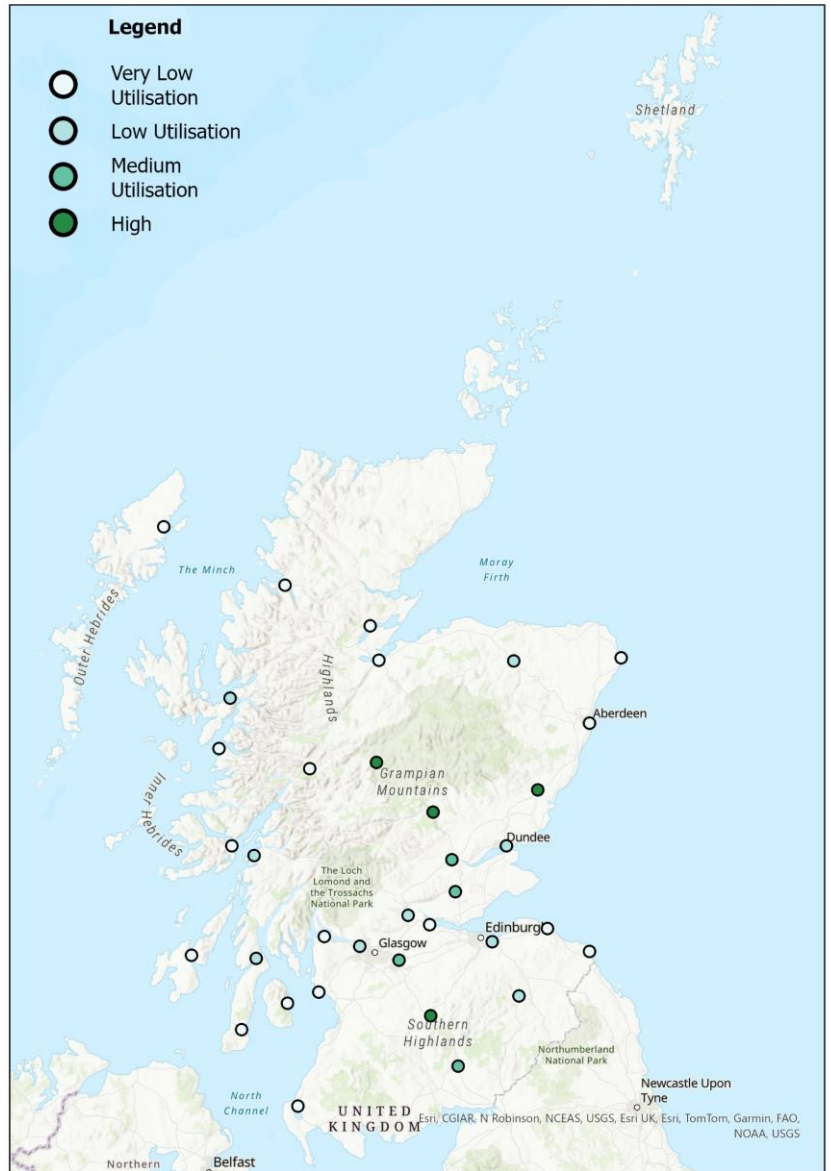 Legend
Very Low
Utilisation
Low Utilisation
Medium
Utilisation
High
Shetland
The Minch
Moray
Firth
Outer Hebrides
Highlands
Aberdeen
Grampian
Mountains
Inner Hebrides
Dundee
The Loch
Lomond and
the Trossachs
National Park
Edinburgh
Glasgow
Southern
Highlands
Northumberland
National Park
North
Channel
Newcastle Upon
Tyne
UNITED
KINGDOM
Esri, CGIAR, N Robinson, NCEAS, USGS, Esri UK, Esri, TomTom, Garmin, FAO,
NOAA, USGS
Northern
Belfast